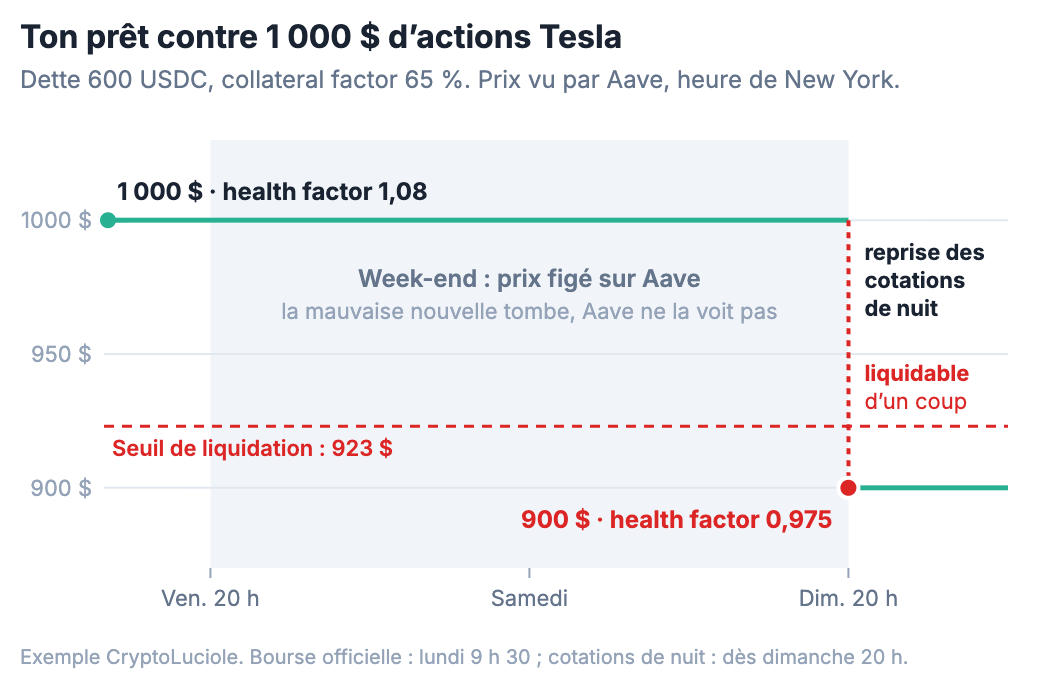 Ton prêt contre 1 000 $ d’actions Tesla
Dette 600 USDC, collateral factor 65 %. Prix vu par Aave, heure de New York.
1 000 $ · health factor 1,08
1000 $
reprise des
cotations
de nuit
Week-end : prix figé sur Aave
la mauvaise nouvelle tombe, Aave ne la voit pas
950 $
liquidable
d’un coup
Seuil de liquidation : 923 $
900 $
900 $ · health factor 0,975
Ven. 20 h
Samedi
Dim. 20 h
Exemple CryptoLuciole. Bourse officielle : lundi 9 h 30 ; cotations de nuit : dès dimanche 20 h.